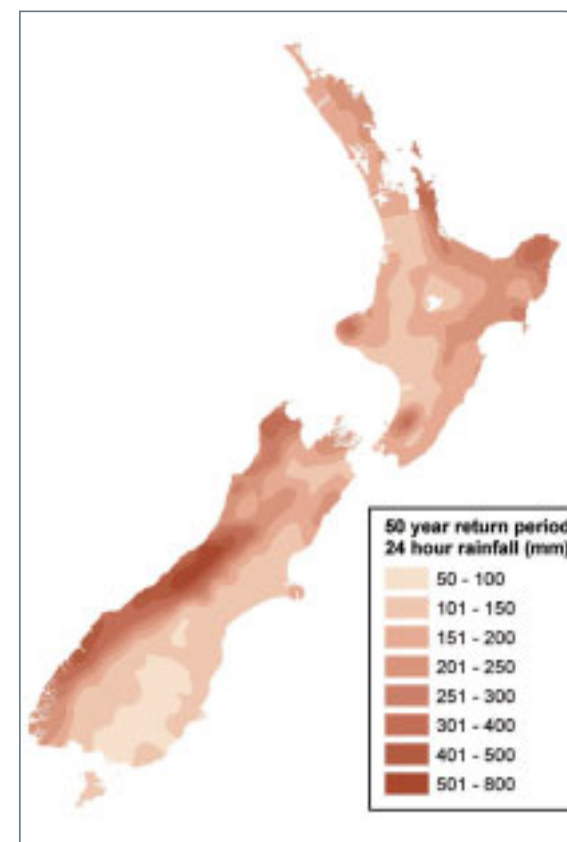 50 year return period
24 hour rainfall (mm)
50 - 100
101 - 150
151 - 200
201 - 250
251 - 300
301 - 400
401 - 500
501 - 800